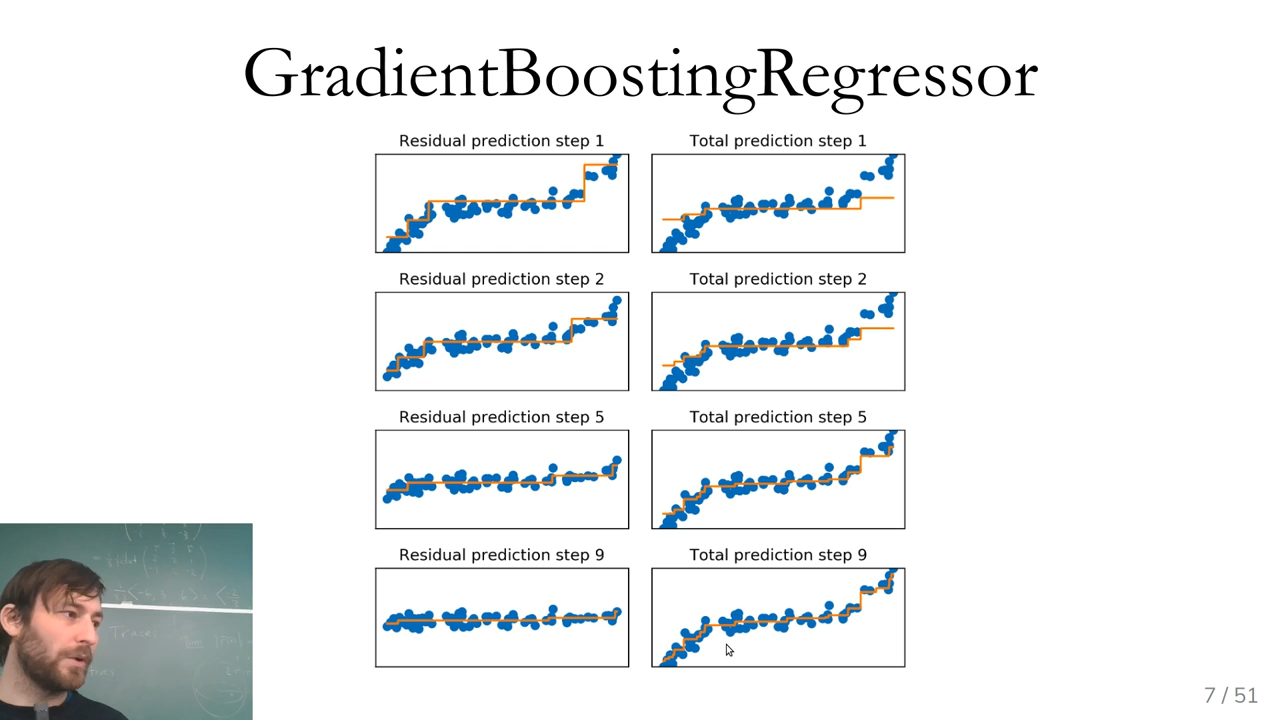 GradientBoostingRegressor
Residual prediction step 1
Total prediction step 1
Residual prediction step 2
Total prediction step 2
Residual prediction step 5
Total prediction step 5
Residual prediction step 9
Total prediction step 9
Trace
7 / 51